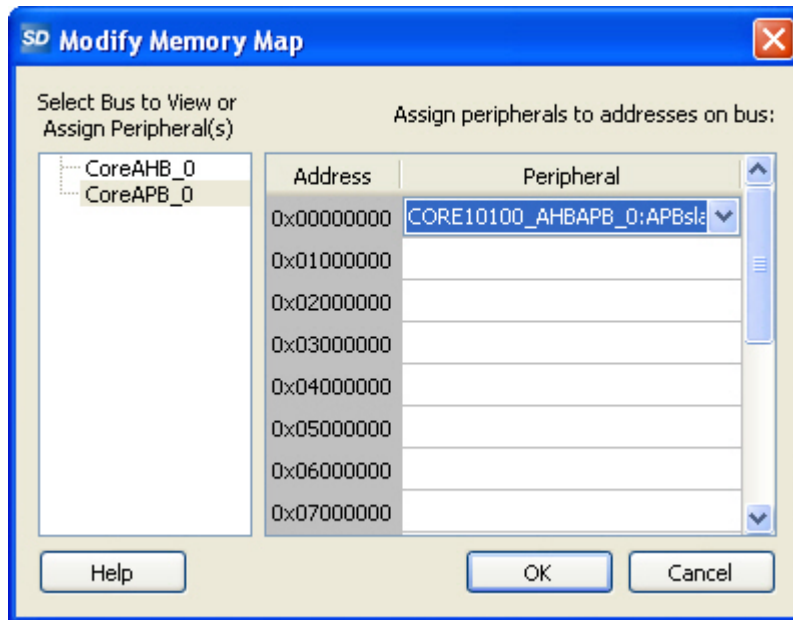 SD Modify Memory Map
Select Bus to View or
Assign Peripheral(s)
Assign peripherals to addresses on bus:
CoreAHB_0
CoreAPB_0
Address Peripheral
0x00000000 CORE10100_AHBAPB_0:APBsla
0x01000000
0x02000000
0x03000000
0x04000000
0x05000000
0x06000000
0x07000000
Help OK Cancel